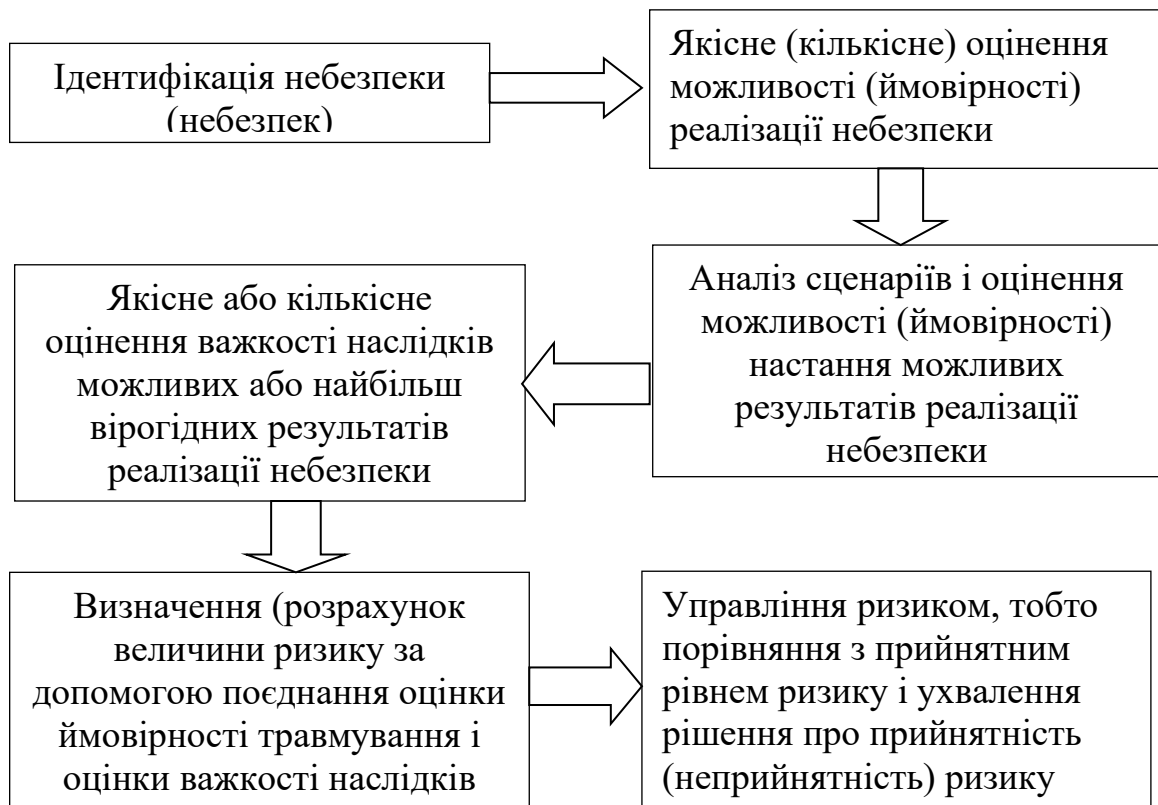 Ідентифікація небезпеки
(небезпек)
Якісне (кількісне) оцінення
можливості (ймовірності)
реалізації небезпеки
Аналіз сценаріїв і оцінення
можливості (ймовірності)
настання можливих
результатів реалізації
небезпеки
Якісне або кількісне
оцінення важкості наслідків
можливих або найбільш
вірогідних результатів
реалізації небезпеки
Визначення (розрахунок
величини ризику за
допомогою поєднання оцінки
ймовірності травмування і
оцінки важкості наслідків
Управління ризиком, тобто
порівняння з прийнятним
рівнем ризику і ухвалення
рішення про прийнятність
(неприйнятність) ризику